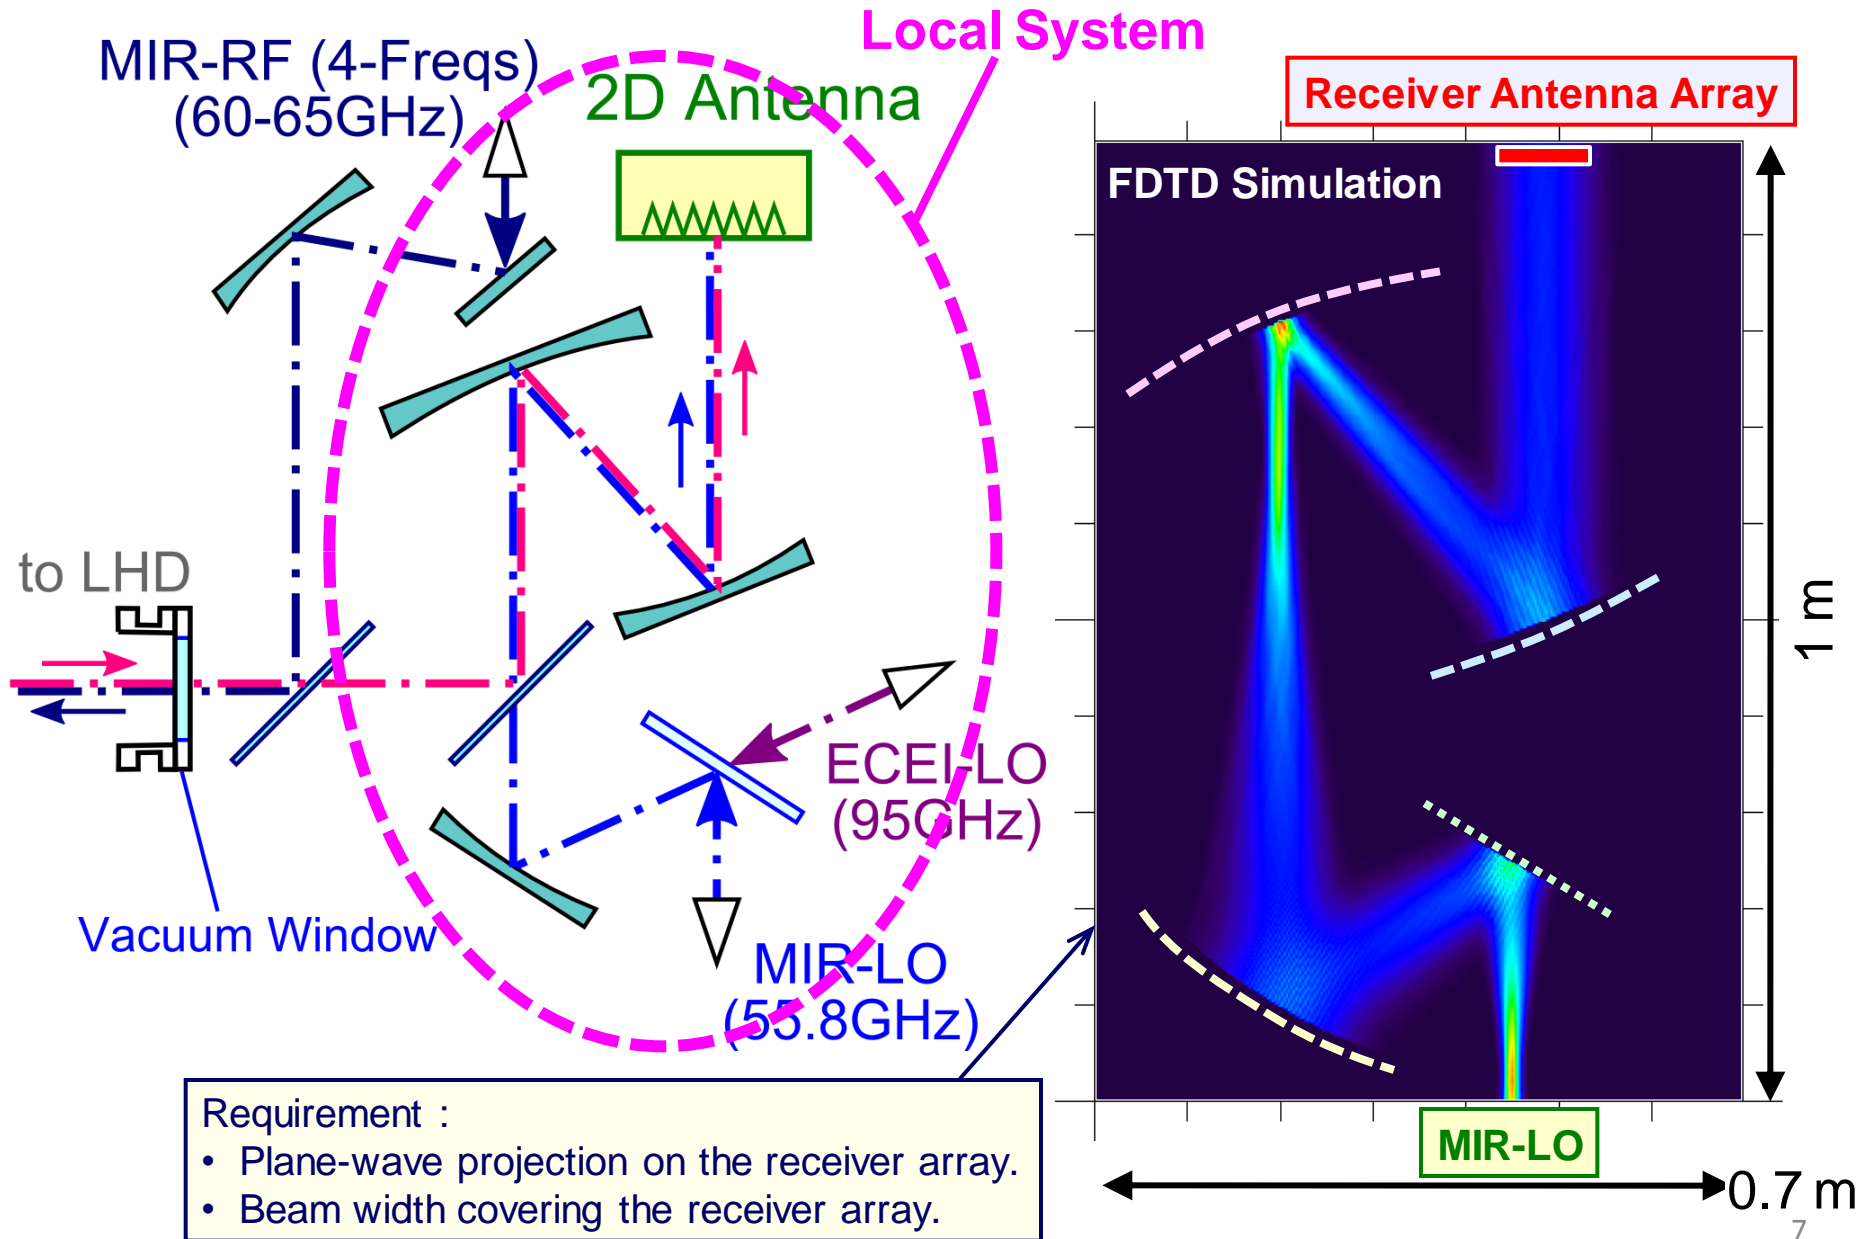 Local System
MIR-RF (4-Freqs)
(60-65GHz)
2D Antenna
Receiver Antenna Array
FDTD Simulation
to LHD
1 m
ECEI-LO
(95GHz)
Vacuum Window
MIR-LO
(55.8GHz)
Requirement :
• Plane-wave projection on the receiver array.
• Beam width covering the receiver array.
MIR-LO
0.7 m
7